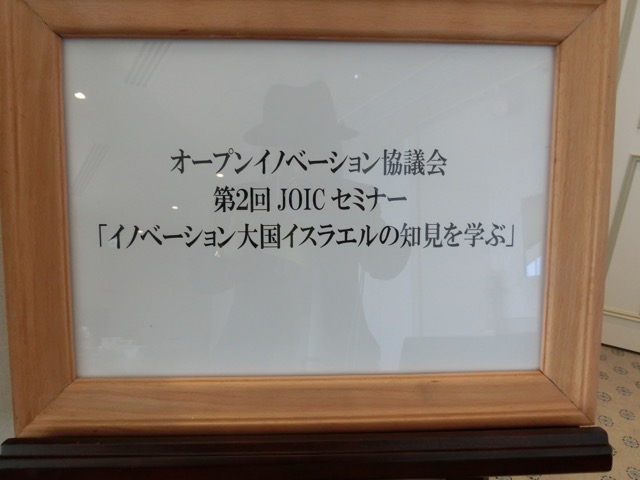 オープンイノベーション協議会
第2回 JOIC セミナー
「イノベーション大国イスラエルの知見を学ぶ」